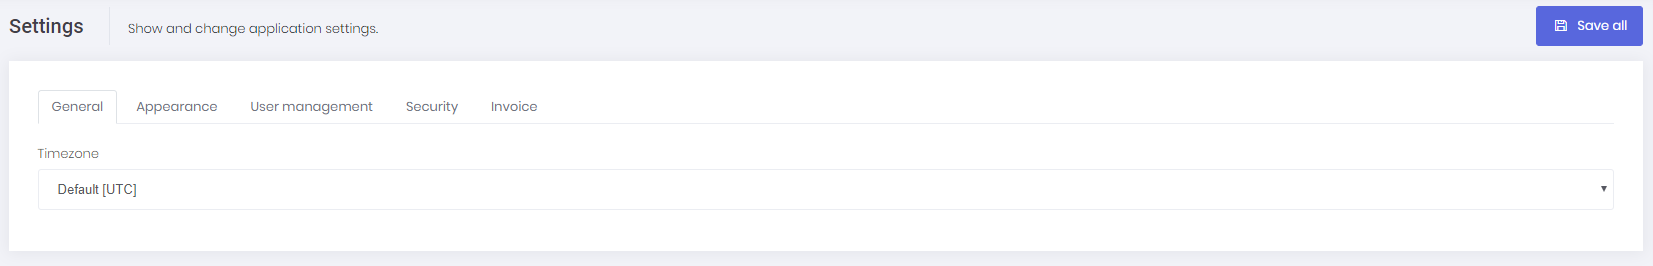 Settings
Show and change application settings.
Save all
General Appearance User management Security Invoice
Timezone
Default [UTC]